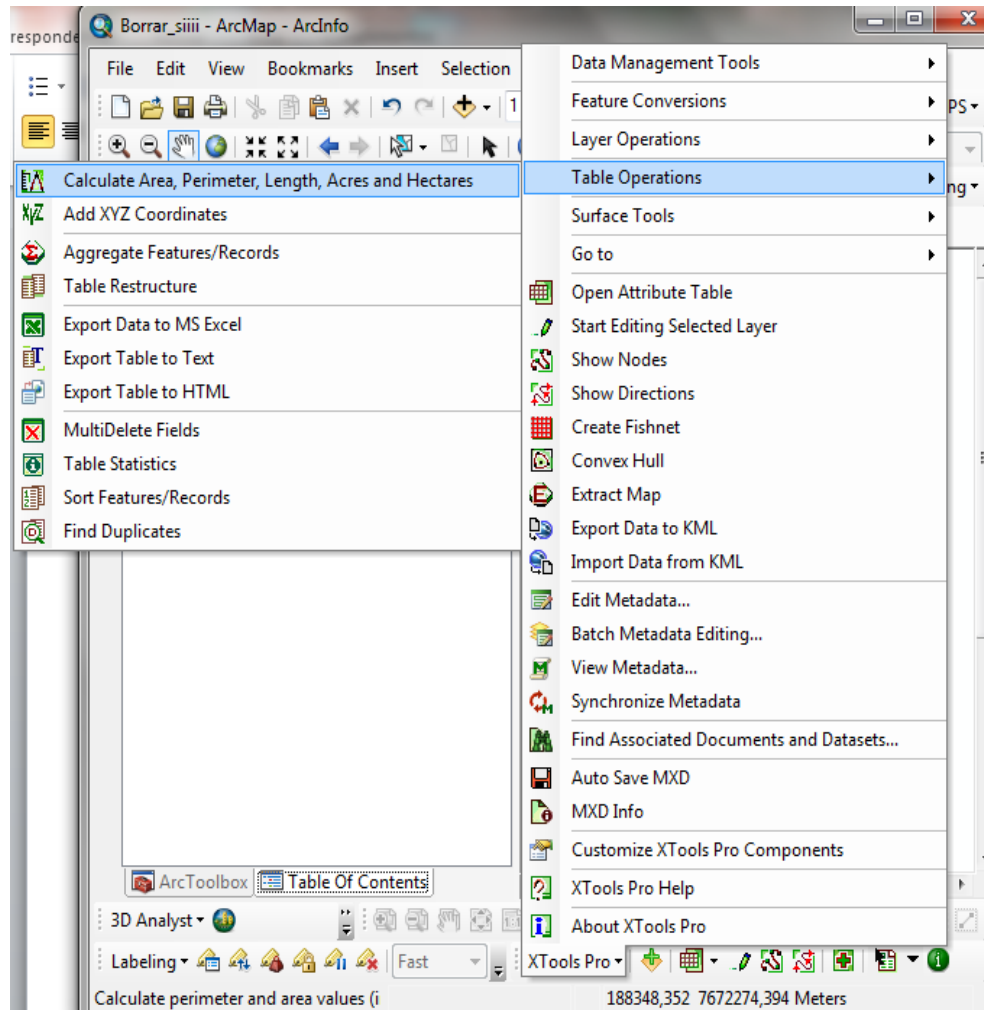 responde
Borrar_siiii - ArcMap - ArcInfo
File Edit View Bookmarks Insert Selection
Calculate Area, Perimeter, Length, Acres and Hectares
Add XYZ Coordinates
Aggregate Features/Records
Table Restructure
Export Data to MS Excel
Export Table to Text
Export Table to HTML
MultiDelete Fields
Table Statistics
Sort Features/Records
Find Duplicates
Data Management Tools
Feature Conversions
Layer Operations
Table Operations
Surface Tools
Go to
Open Attribute Table
Start Editing Selected Layer
Show Nodes
Show Directions
Create Fishnet
Convex Hull
Extract Map
Export Data to KML
Import Data from KML
Edit Metadata...
Batch Metadata Editing...
View Metadata...
Synchronize Metadata
Find Associated Documents and Datasets...
Auto Save MXD
MXD Info
Customize XTools Pro Components
XTools Pro Help
About XTools Pro
PS
ng
ArcToolbox Table Of Contents
3D Analyst
Labeling Fast XTools Pro
Calculate perimeter and area values (i 188348,352 7672274,394 Meters